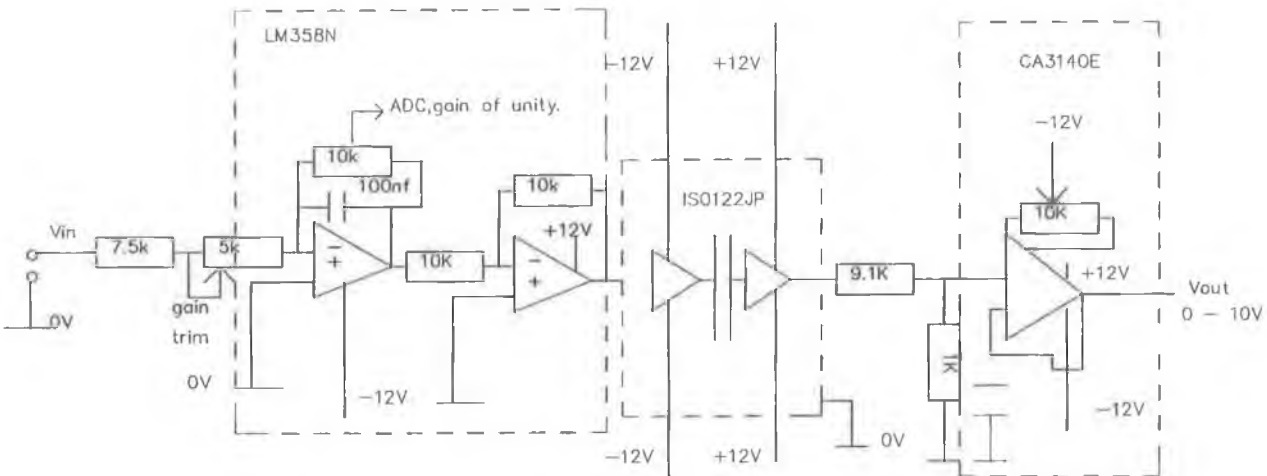 LM358N
-12V
+12V
CA3140E
ADC,gain of unity.
-12V
10k
100nf
10k
ISO122JP
10K
Vin
7.5k
5k
+12V
10K
9.1K
+12V
Vout
0 - 10V
gain
trim
0V
0V
1K
-12V
-12V
0V
-12V
+12V